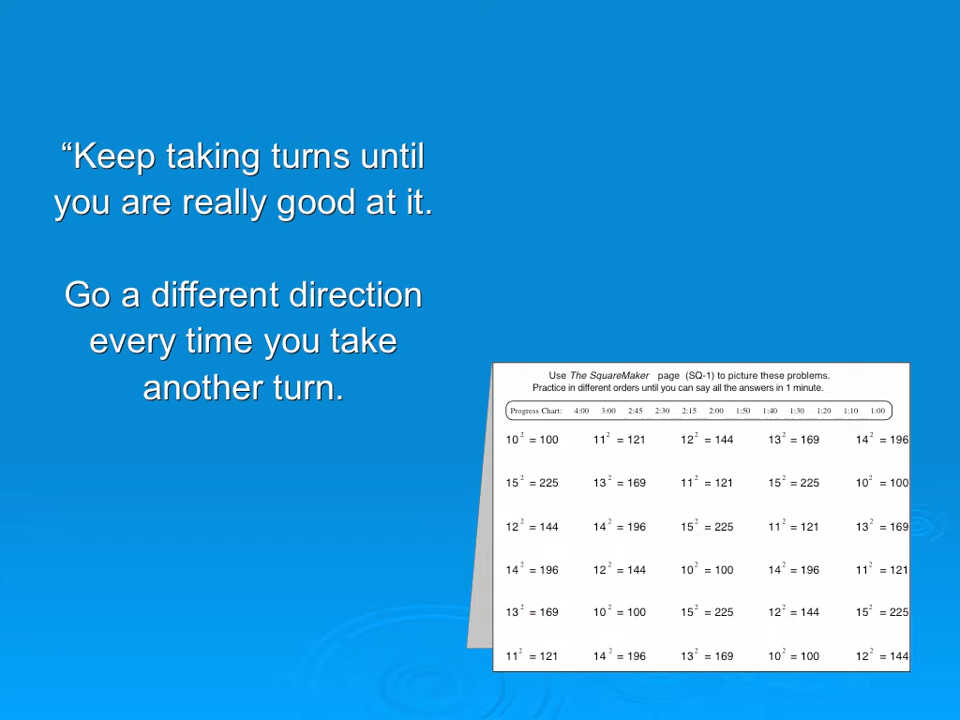 “Keep taking turns until
you are really good at it.
Go a different direction
every time you take
another turn.
Use The SquareMaker page (SQ-1) to picture these problems.
Practice in different orders until you can say all the answers in 1 minute.
Progress Chart: 4:00 3:00 2:45 2:30 2:15 2:00 1:50 1:40 1:30 1:20 1:10 1:00
10² = 100 11² = 121 12² = 144 13² = 169 14² = 196
15² = 225 13² = 169 11² = 121 15² = 225 10² = 100
12² = 144 14² = 196 15² = 225 11² = 121 13² = 169
14² = 196 12² = 144 10² = 100 14² = 196 11² = 121
13² = 169 10² = 100 15² = 225 12² = 144 15² = 225
11² = 121 14² = 196 13² = 169 10² = 100 12² = 144